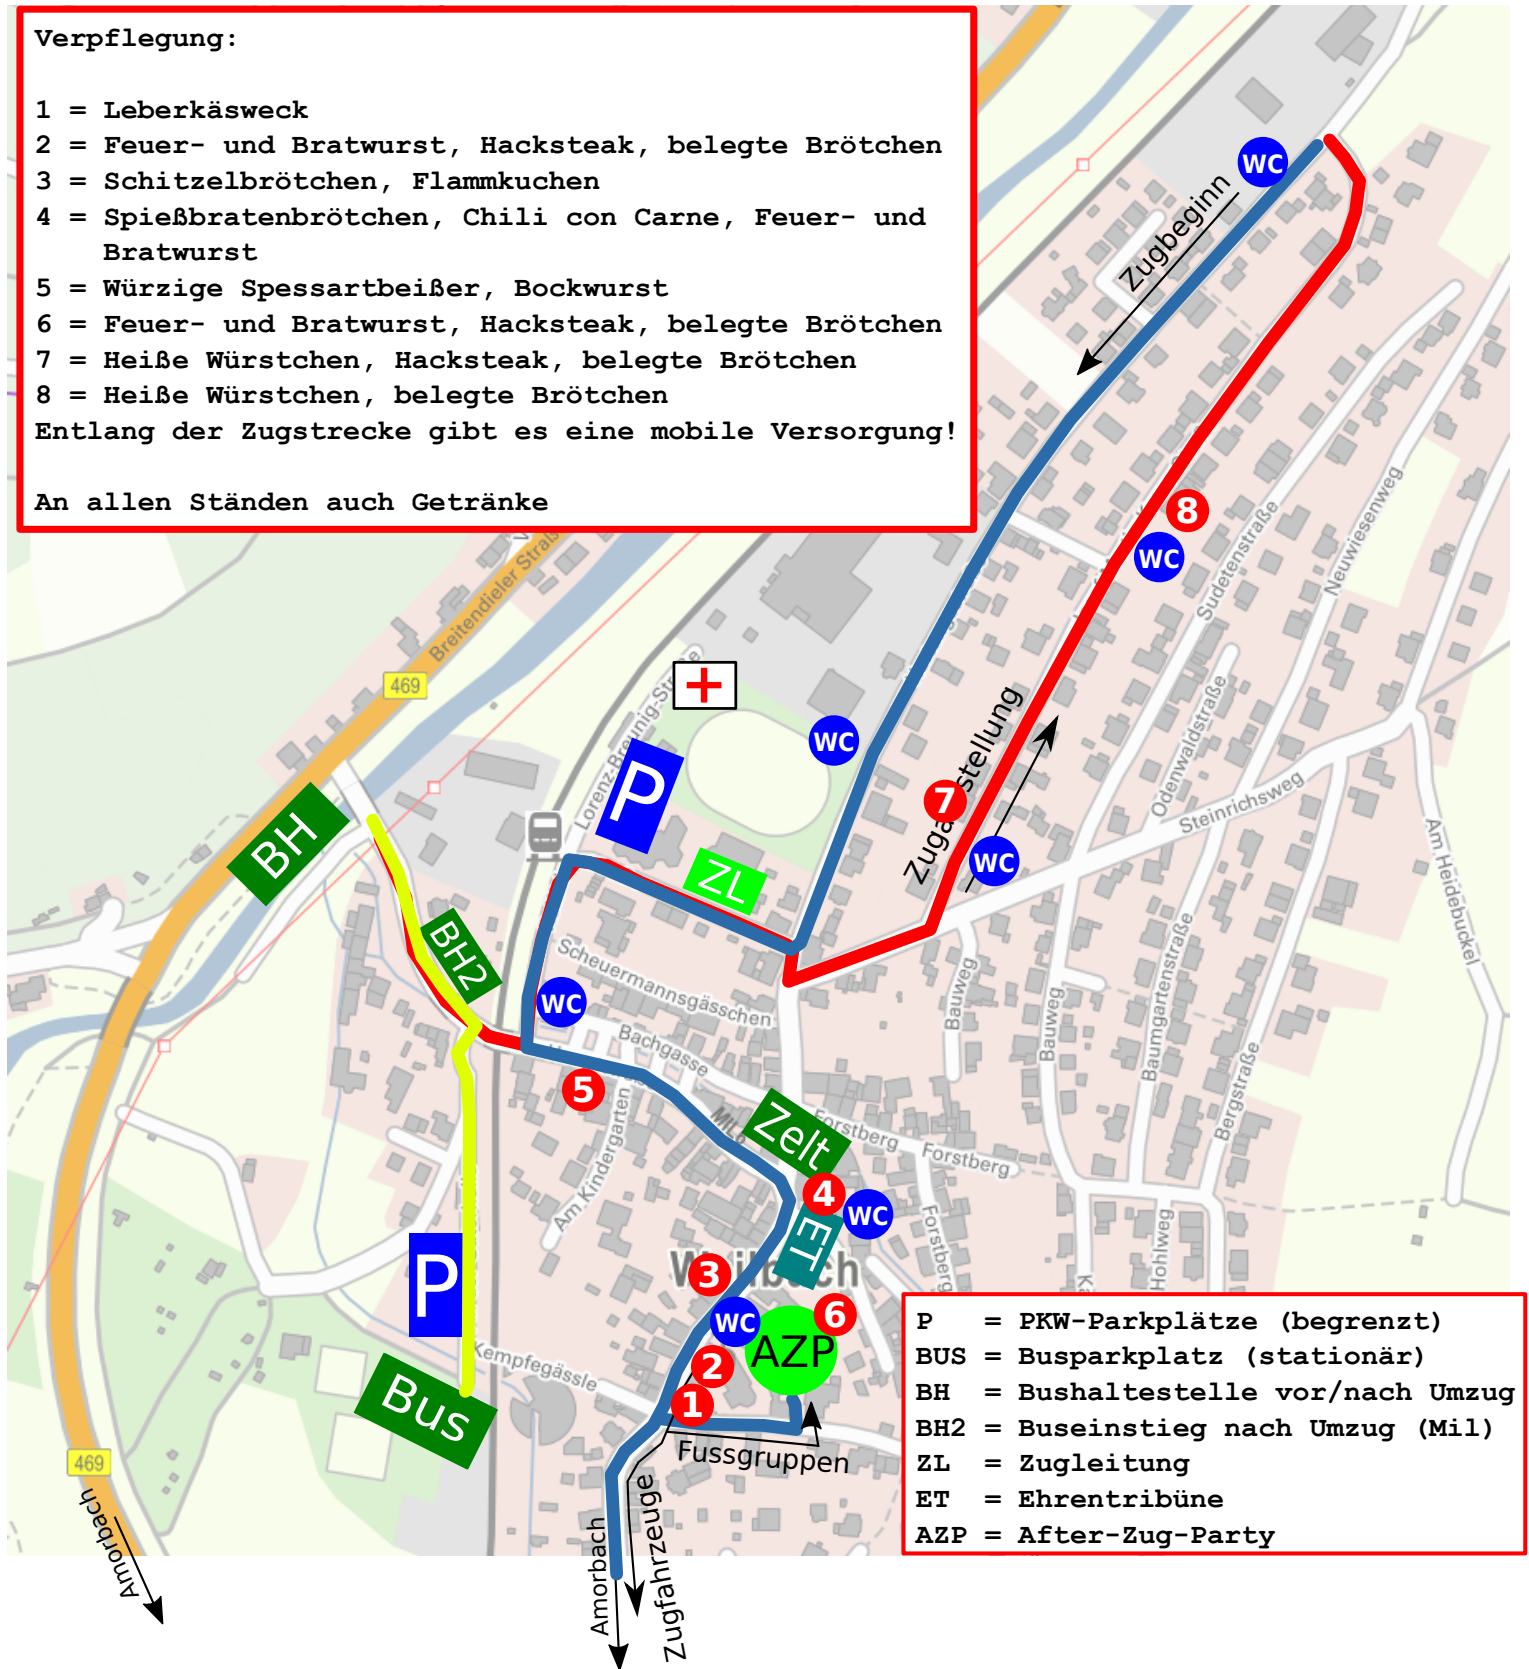 Verpflegung:
1 = Leberkäsweck
2 = Feuer- und Bratwurst, Hacksteak, belegte Brötchen
3 = Schitzelbrötchen, Flammkuchen
4 = Spießbratenbrötchen, Chili con Carne, Feuer- und
Bratwurst
5 = Würzige Spessartbeißer, Bockwurst
6 = Feuer- und Bratwurst, Hacksteak, belegte Brötchen
7 = Heiße Würstchen, Hacksteak, belegte Brötchen
8 = Heiße Würstchen, belegte Brötchen
Entlang der Zugstrecke gibt es eine mobile Versorgung!
An allen Ständen auch Getränke
WC
Zugbeginn
8
WC
Sudetenstraße
Neuwiesenweg
Breitendieler Straß
469
Lorenz-Breunig-Straße
P
WC
Zugaufstellung
7
WC
Odenwaldstraße
Steinrichsweg
Am Heidebuckel
BH
BH2
ZL
WC
Scheuermannsgässchen
Bachgasse
Bauweg
Bauweg
Baumgartenstraße
Bergstraße
5
Am Kindergarten
Zelt
Forstberg
Forstberg
4
WC
ET
Forstberg
Hohlweg
3
Weilbach
WC
6
AZP
2
1
P
Kempfegässle
Bus
Fussgruppen
469
Amorbach
Amorbach
Zugfahrzeuge
P = PKW-Parkplätze (begrenzt)
BUS = Busparkplatz (stationär)
BH = Bushaltestelle vor/nach Umzug
BH2 = Buseinstieg nach Umzug (Mil)
ZL = Zugleitung
ET = Ehrentribüne
AZP = After-Zug-Party